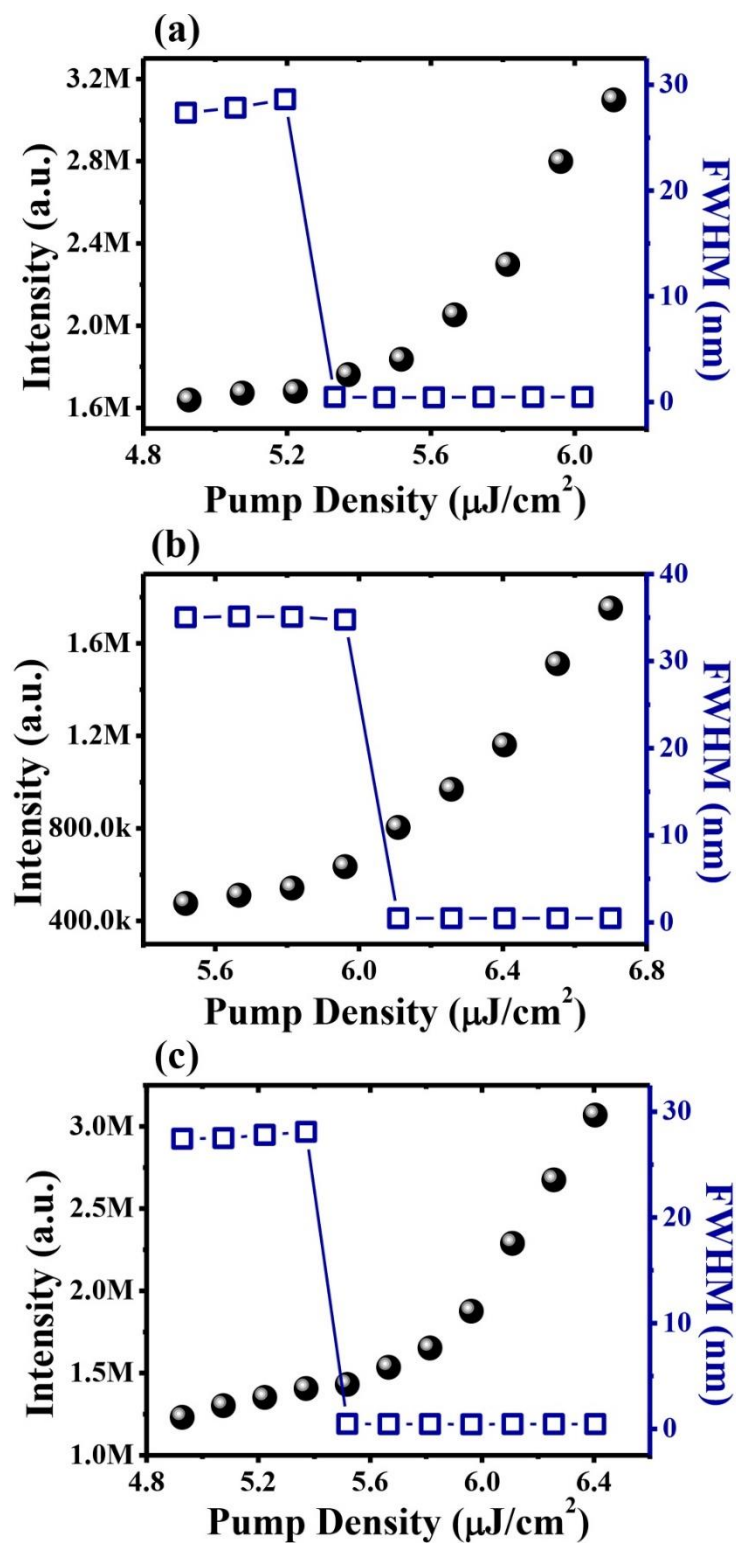 (a)
3.2M
2.8M
2.4M
2.0M
1.6M
Intensity (a.u.)
30
20
10
0
FWHM (nm)
4.8 5.2 5.6 6.0
Pump Density (μJ/cm²)
(b)
1.6M
1.2M
800.0k
400.0k
Intensity (a.u.)
40
30
20
10
0
FWHM (nm)
5.6 6.0 6.4 6.8
Pump Density (μJ/cm²)
(c)
3.0M
2.5M
2.0M
1.5M
1.0M
Intensity (a.u.)
30
20
10
0
FWHM (nm)
4.8 5.2 5.6 6.0 6.4
Pump Density (μJ/cm²)